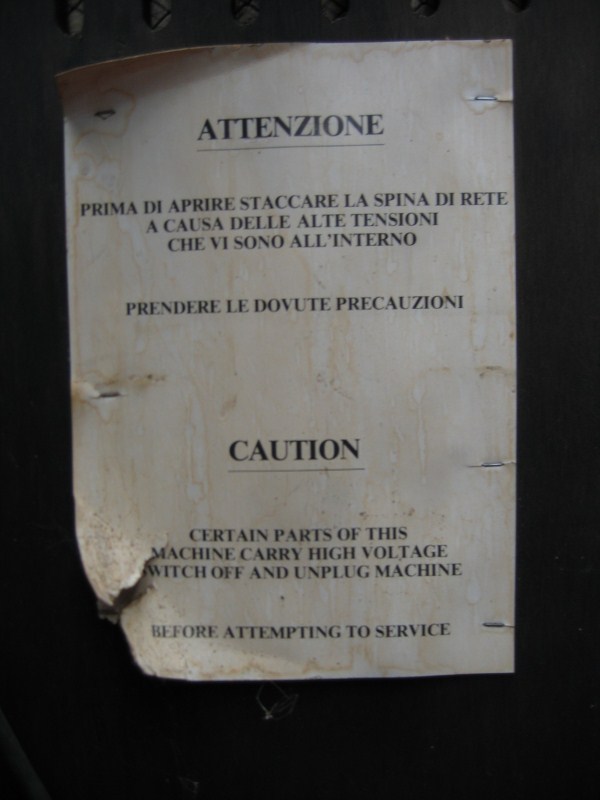 ATTENZIONE
PRIMA DI APRIRE STACCARE LA SPINA DI RETE
A CAUSA DELLE ALTE TENSIONI
CHE VI SONO ALL'INTERNO
PRENDERE LE DOVUTE PRECAUZIONI
CAUTION
CERTAIN PARTS OF THIS
MACHINE CARRY HIGH VOLTAGE
SWITCH OFF AND UNPLUG MACHINE
BEFORE ATTEMPTING TO SERVICE